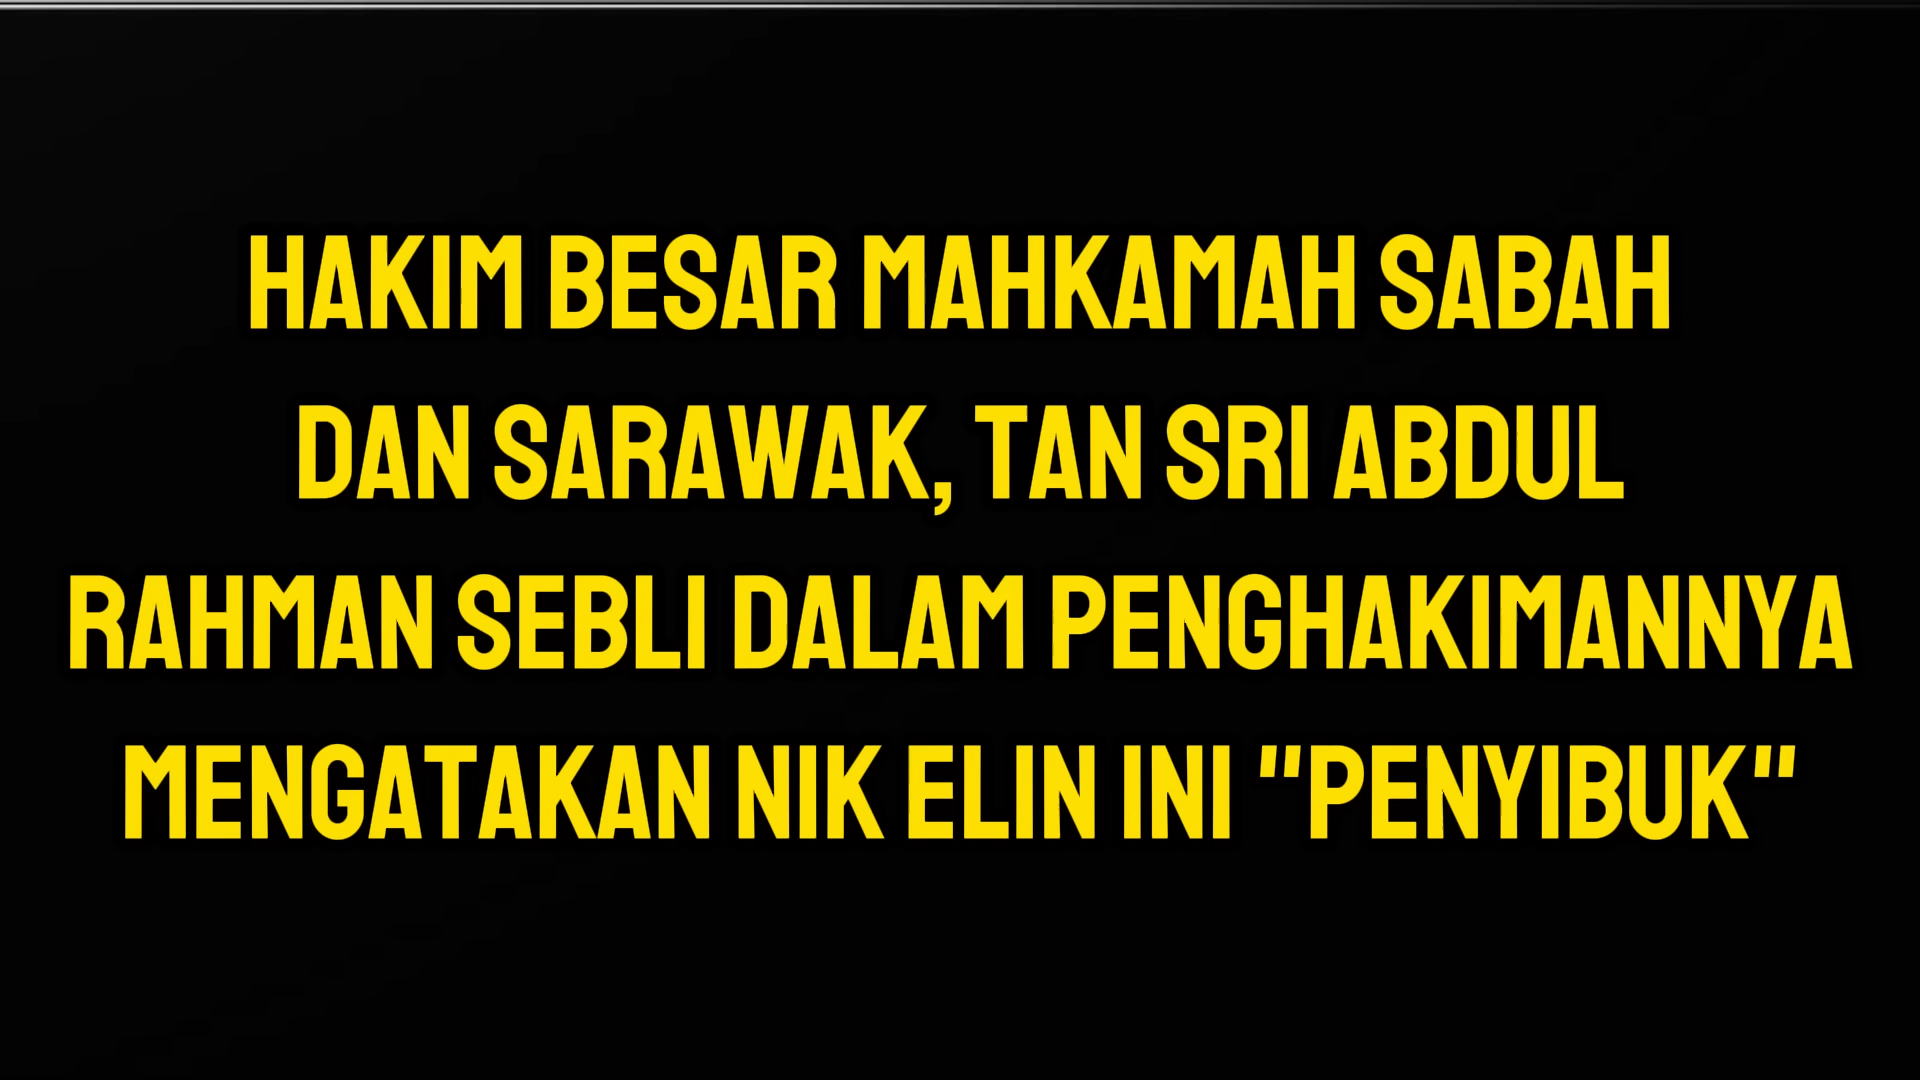 HAKIM BESAR MAHKAMAH SABAH
DAN SARAWAK, TAN SRI ABDUL
RAHMAN SEBLI DALAM PENGHAKIMANNYA
MENGATAKAN NIK ELIN INI "PENYIBUK"